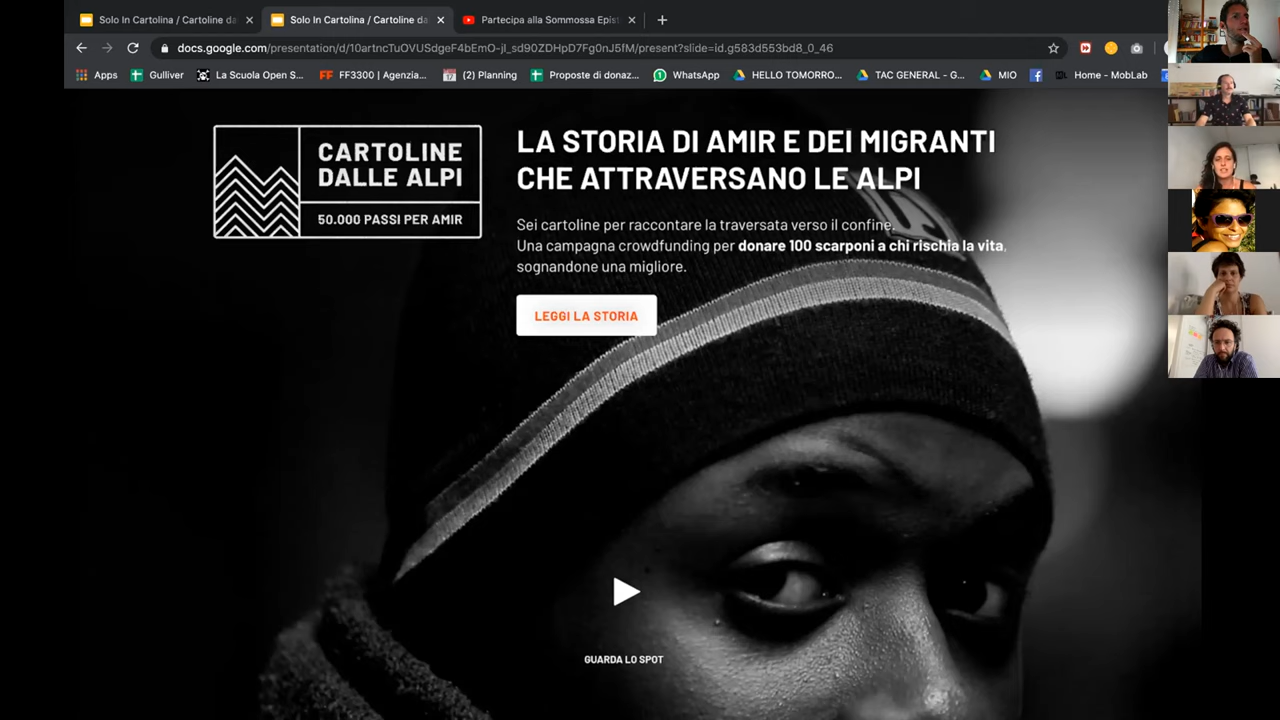 Solo In Cartolina / Cartoline da
Solo In Cartolina / Cartoline da
Partecipa alla Sommossa Epist
docs.google.com/presentation/d/10artncTuOVUSdgeF4bEmO-jI_sd90ZDHpD7Fg0nJ5fM/present?slide=id.g583d553bd8_0_46
Apps
Gulliver
La Scuola Open S...
FF3300 | Agenzia...
(2) Planning
Proposte di donaz...
WhatsApp
HELLO TOMORRO...
TAC GENERAL - G...
MIO
Home - MobLab
CARTOLINE
DALLE ALPI
50.000 PASSI PER AMIR
LA STORIA DI AMIR E DEI MIGRANTI
CHE ATTRAVERSANO LE ALPI
Sei cartoline per raccontare la traversata verso il confine.
Una campagna crowdfunding per donare 100 scarponi a chi rischia la vita,
sognandone una migliore.
LEGGI LA STORIA
GUARDA LO SPOT